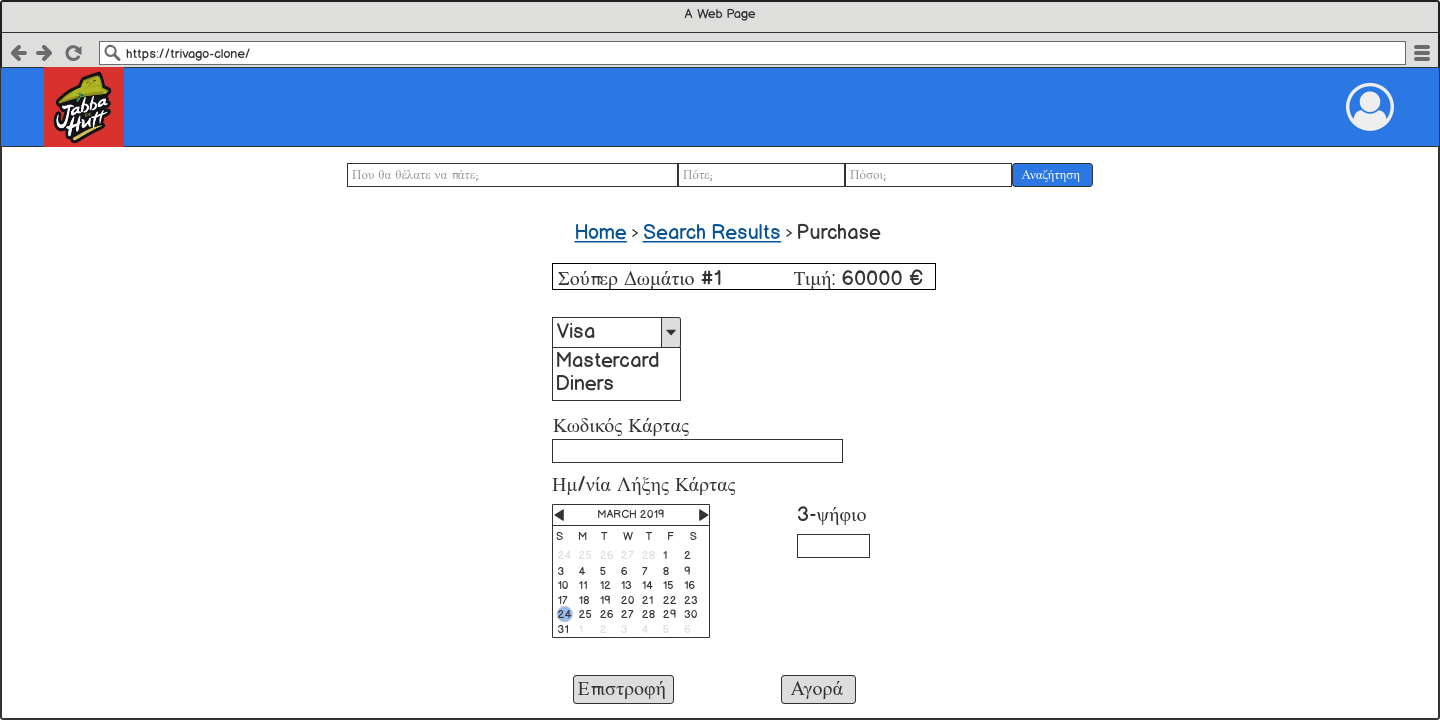 A Web Page
https://trivago-clone/
Jabba
Hutt
Που θα θέλατε να πάτε; Πότε; Πόσοι; Αναζήτηση
Home > Search Results > Purchase
Σούπερ Δωμάτιο #1 Τιμή: 60000 €
Visa
Mastercard
Diners
Κωδικός Κάρτας
Ημ/νία Λήξης Κάρτας
3-ψήφιο
MARCH 2019
S M T W T F S
24 25 26 27 28 1 2
3 4 5 6 7 8 9
10 11 12 13 14 15 16
17 18 19 20 21 22 23
24 25 26 27 28 29 30
31 1 2 3 4 5 6
Επιστροφή Αγορά